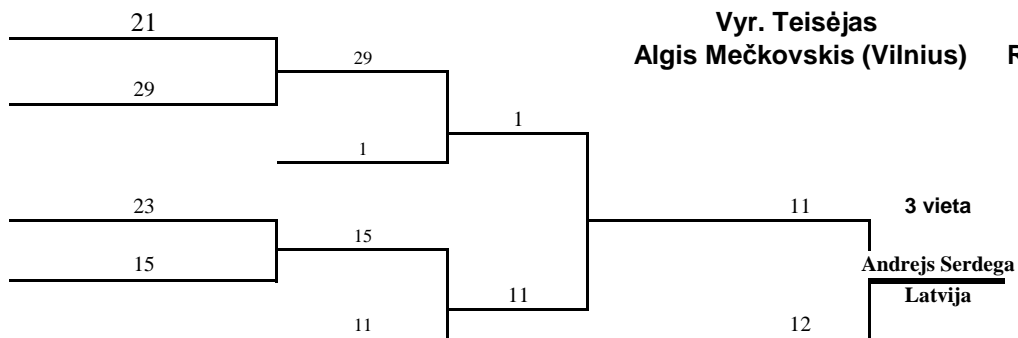 21
Vyr. Teisėjas
Algis Mečkovskis (Vilnius) R
29
29
1
1
23
11
3 vieta
15
15
Andrejs Serdega
Latvija
11
11
12